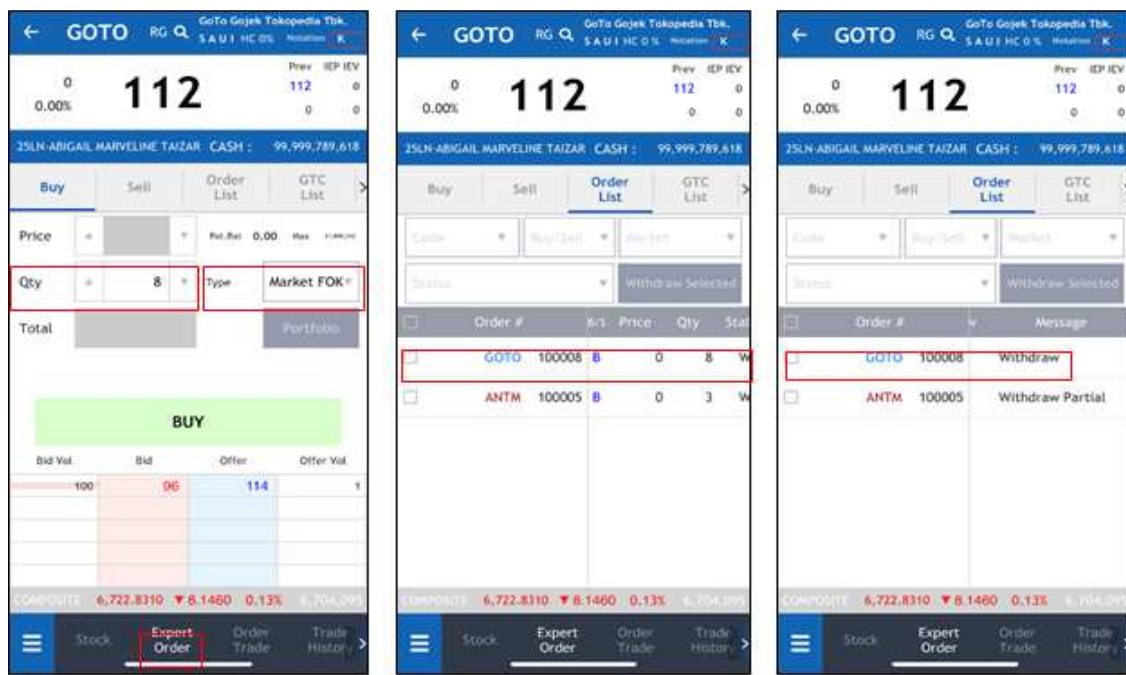 ← GOTO RG GoTo Gojek Tokopedia Tbk.
S A U I HC 0% Notation K
Prev IEP IEV
0 112 112 0
0.00% 0 0
25LN-ABIGAIL MARVELINE TAIZAR CASH : 99,999,789,618
Buy Sell Order List GTC List >
Price Max
0.00
Qty 8 Type Market FOK
Total Portfolio
BUY
Bid Vol Bid Offer Offer Vol
100 96 114 1
COMPOSITE 6,722.8310 ▼ 8.1460 0.13% 6,704.095
Stock Expert Order Order Trade Trade History >
← GOTO RG GoTo Gojek Tokopedia Tbk.
S A U I HC 0% Notation K
Prev IEP IEV
0 112 112 0
0.00% 0 0
25LN-ABIGAIL MARVELINE TAIZAR CASH : 99,999,789,618
Buy Sell Order List GTC List >
Code Buy/Sell Market
Status Withdraw Selected
Order # B/S Price Qty Stat
GOTO 100008 B 0 8 W
ANTM 100005 B 0 3 W
COMPOSITE 6,722.8310 ▼ 8.1460 0.13% 6,704.095
Stock Expert Order Order Trade Trade History >
← GOTO RG GoTo Gojek Tokopedia Tbk.
S A U I HC 0% Notation K
Prev IEP IEV
0 112 112 0
0.00% 0 0
25LN-ABIGAIL MARVELINE TAIZAR CASH : 99,999,789,618
Buy Sell Order List GTC List
Code Buy/Sell Market
Status Withdraw Selected
Order # Message
GOTO 100008 Withdraw
ANTM 100005 Withdraw Partial
COMPOSITE 6,722.8310 ▼ 8.1460 0.13% 6,704.095
Stock Expert Order Order Trade Trade History